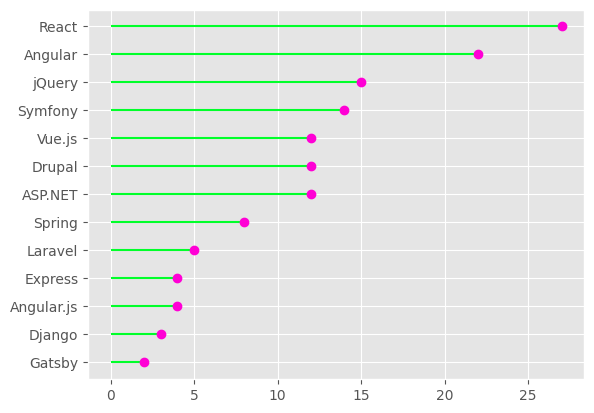 React
Angular
jQuery
Symfony
Vue.js
Drupal
ASP.NET
Spring
Laravel
Express
Angular.js
Django
Gatsby
0 5 10 15 20 25